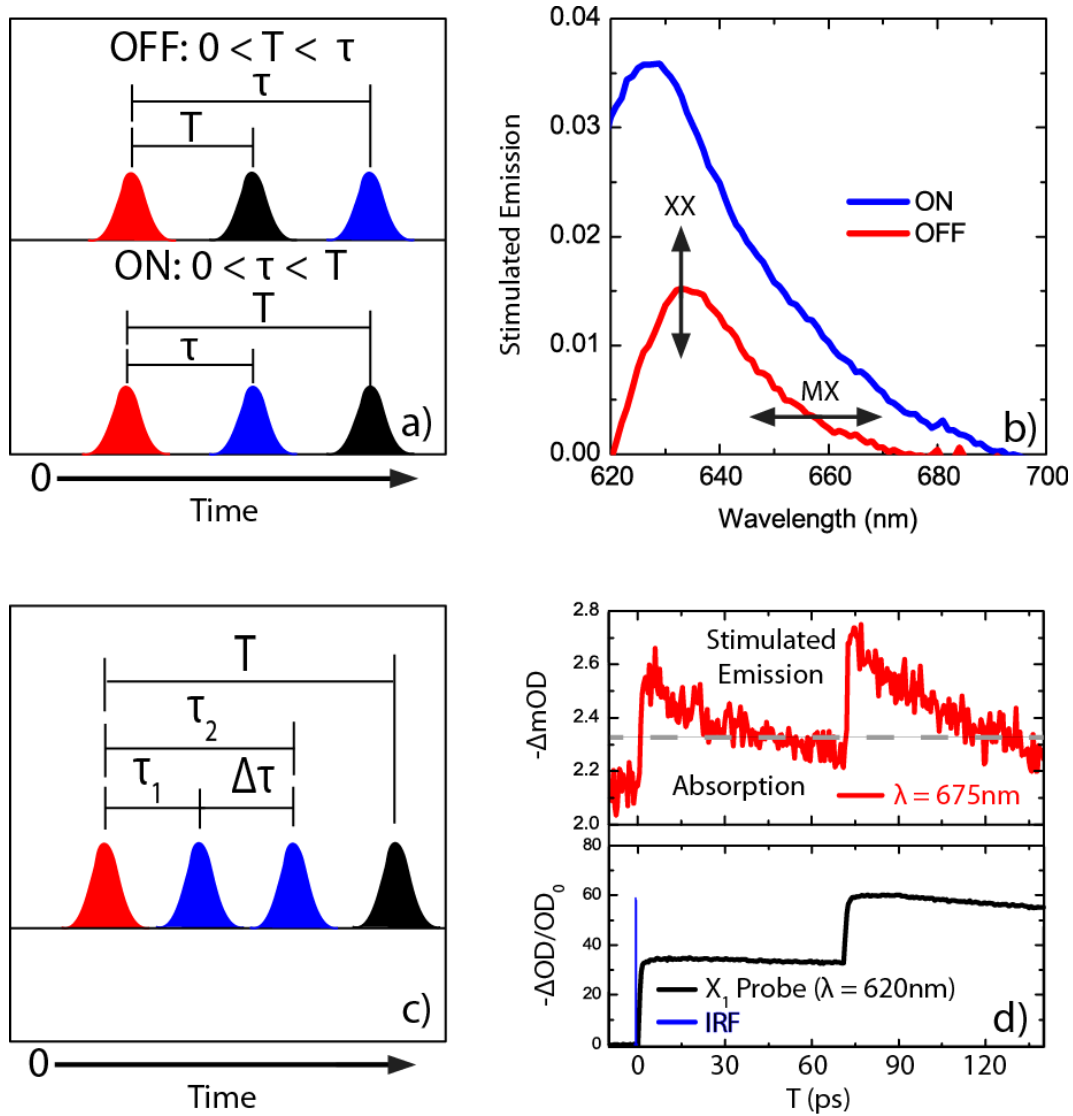 OFF: 0 < T < τ
τ
T
ON: 0 < τ < T
T
τ
a)
0
Time
0.04
0.03
0.02
0.01
0.00
Stimulated Emission
XX
ON
OFF
MX
b)
620 640 660 680 700
Wavelength (nm)
T
τ2
τ1 Δτ
c)
0
Time
2.8
2.6
2.4
2.2
2.0
-ΔmOD
Stimulated
Emission
Absorption
λ = 675nm
80
60
40
20
0
-ΔOD/OD0
X1 Probe (λ = 620nm)
IRF
d)
0 30 60 90 120
T (ps)